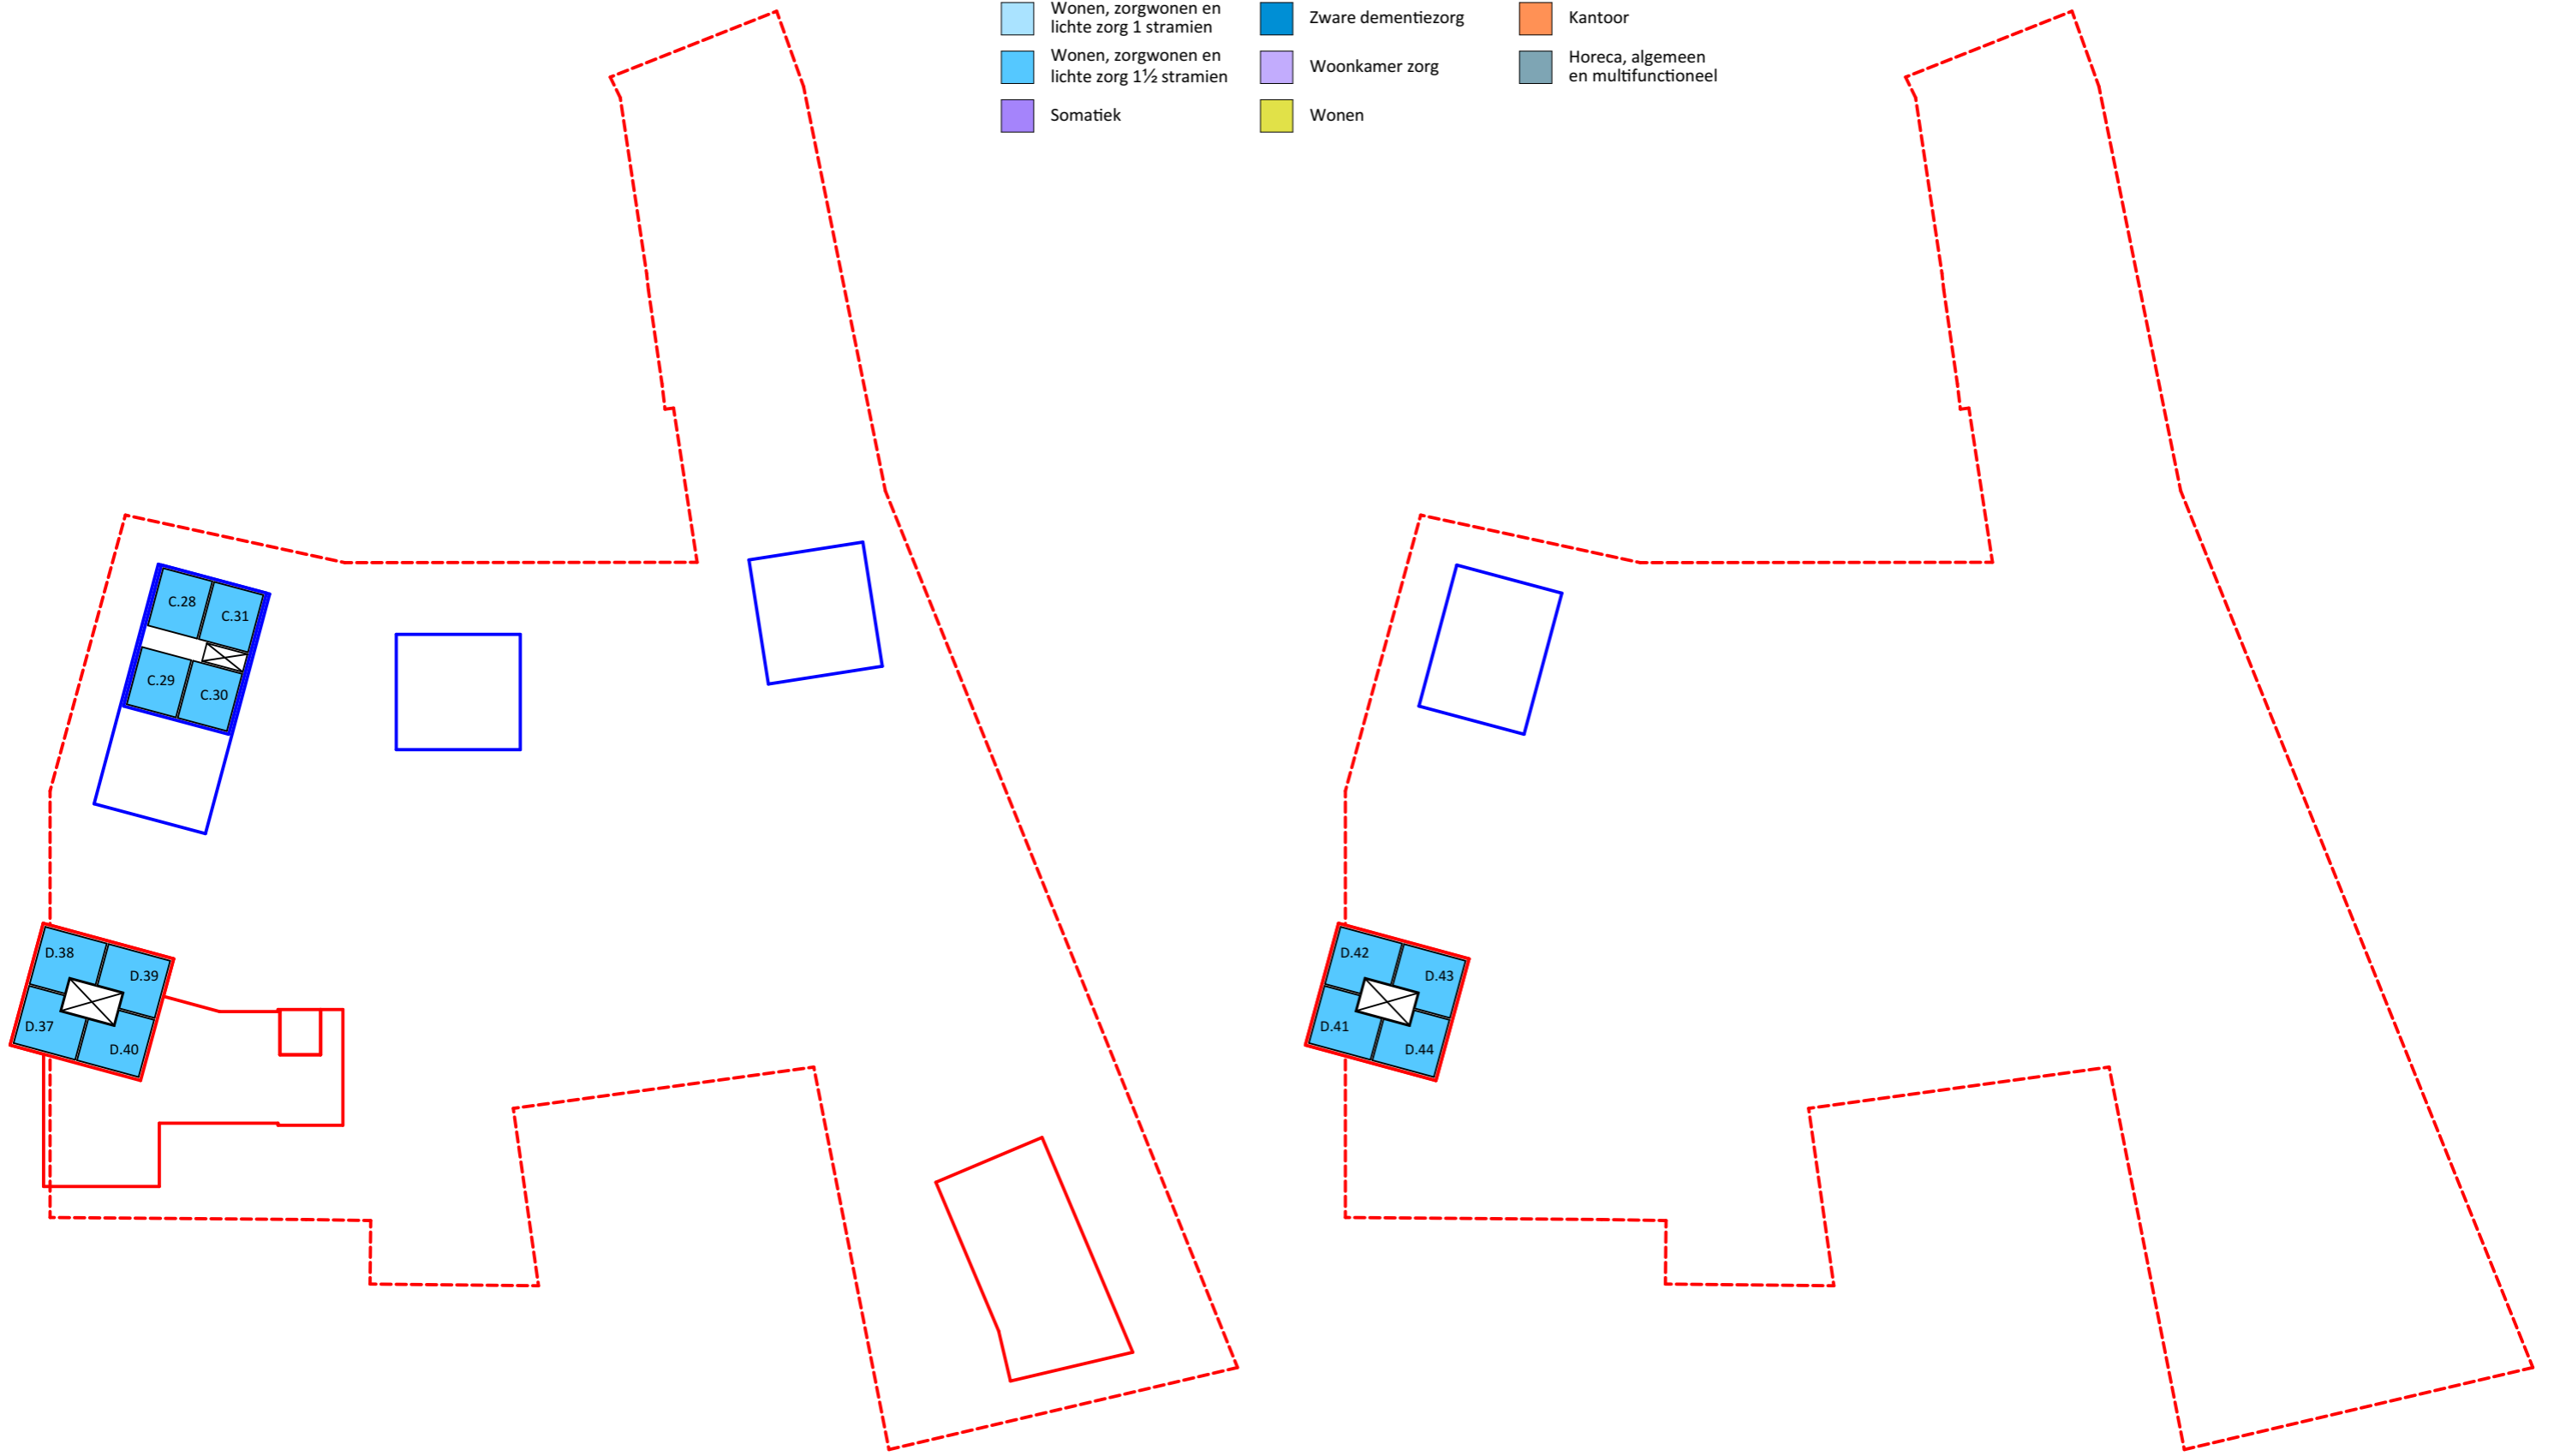 Wonen, zorgwonen en
lichte zorg 1 stramien
Wonen, zorgwonen en
lichte zorg 1½ stramien
Somatiek
Zware dementiezorg
Woonkamer zorg
Wonen
Kantoor
Horeca, algemeen
en multifunctioneel
C.28
C.31
C.29
C.30
D.38
D.39
D.37
D.40
D.42
D.43
D.41
D.44